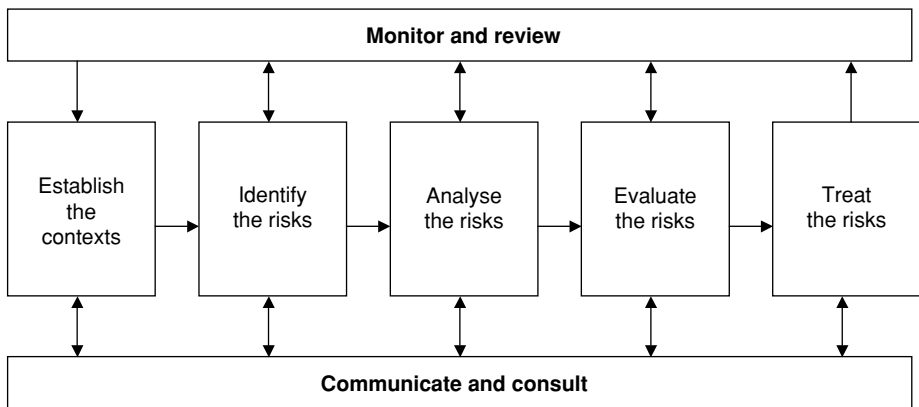 Monitor and review
Establish
the
contexts
Identify
the risks
Analyse
the risks
Evaluate
the risks
Treat
the risks
Communicate and consult